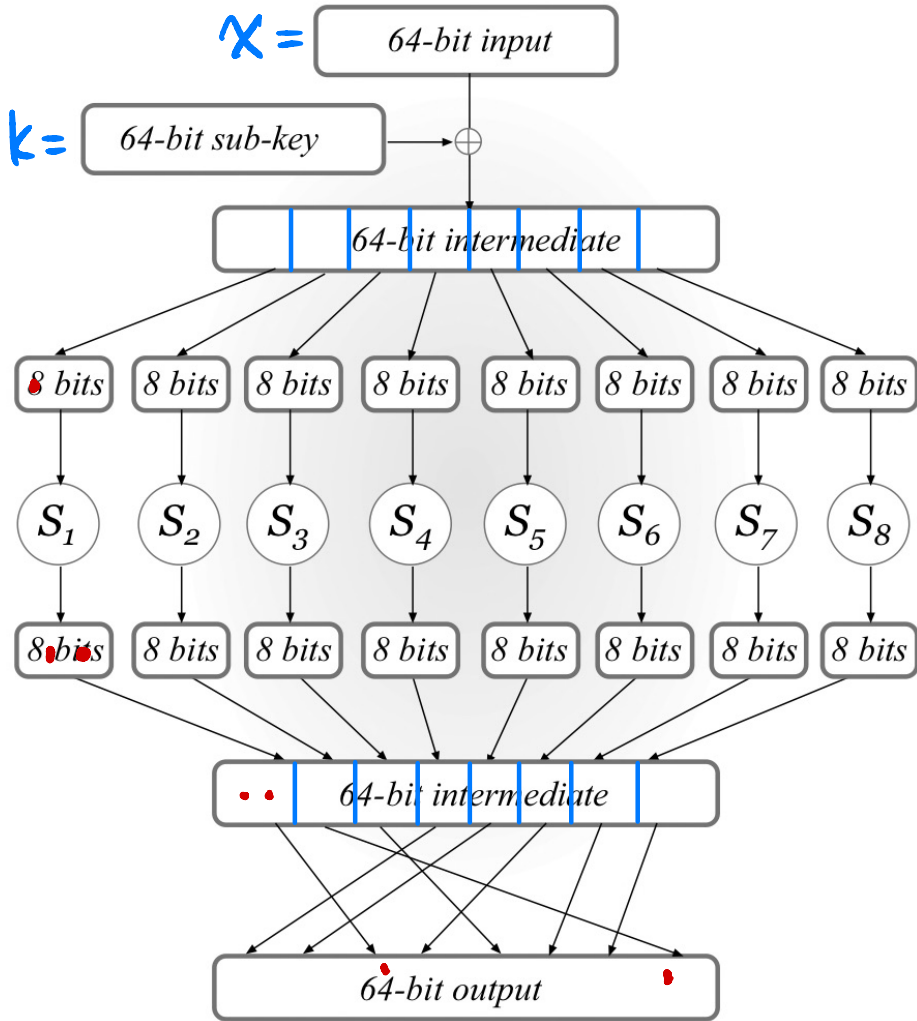 x = 64-bit input
k = 64-bit sub-key
64-bit intermediate
8 bits 8 bits 8 bits 8 bits 8 bits 8 bits 8 bits 8 bits
S1 S2 S3 S4 S5 S6 S7 S8
8 bits 8 bits 8 bits 8 bits 8 bits 8 bits 8 bits 8 bits
64-bit intermediate
64-bit output